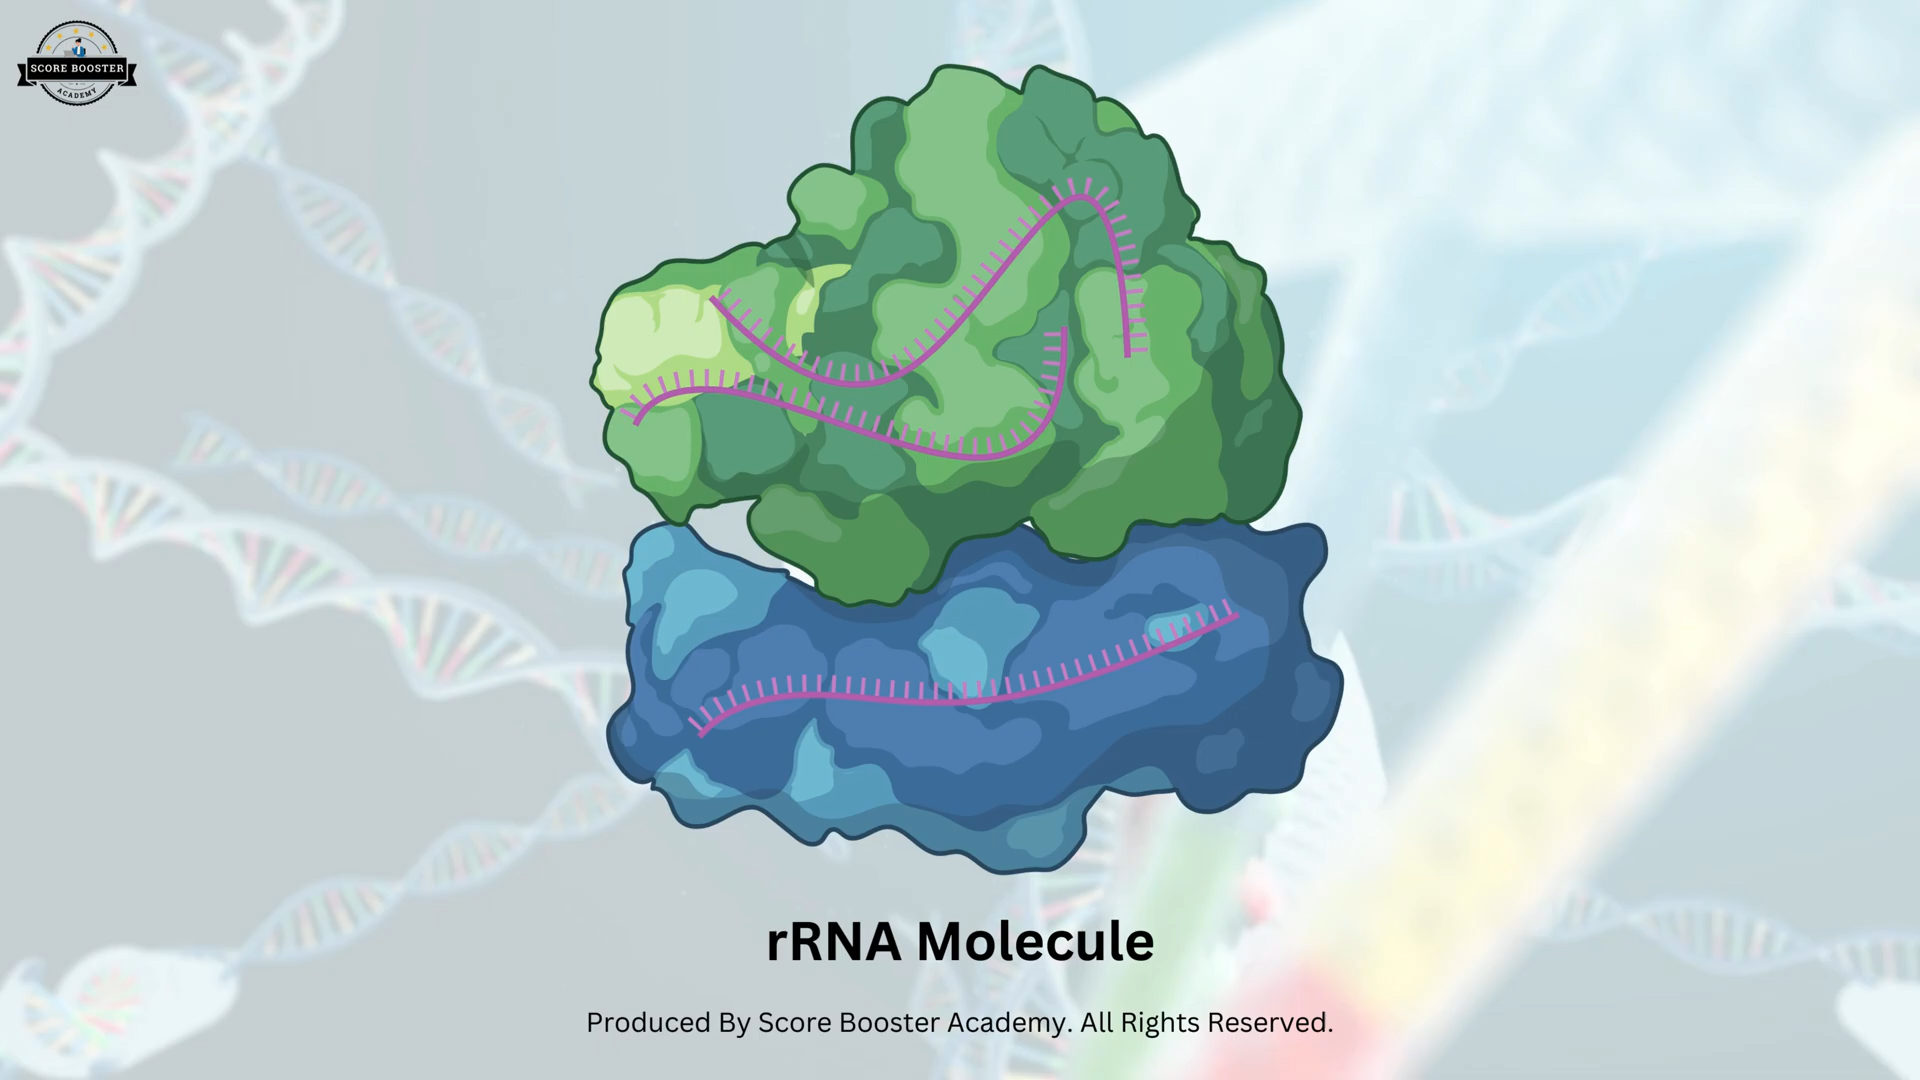 SCORE BOOSTER
ACADEMY
rRNA Molecule
Produced By Score Booster Academy. All Rights Reserved.